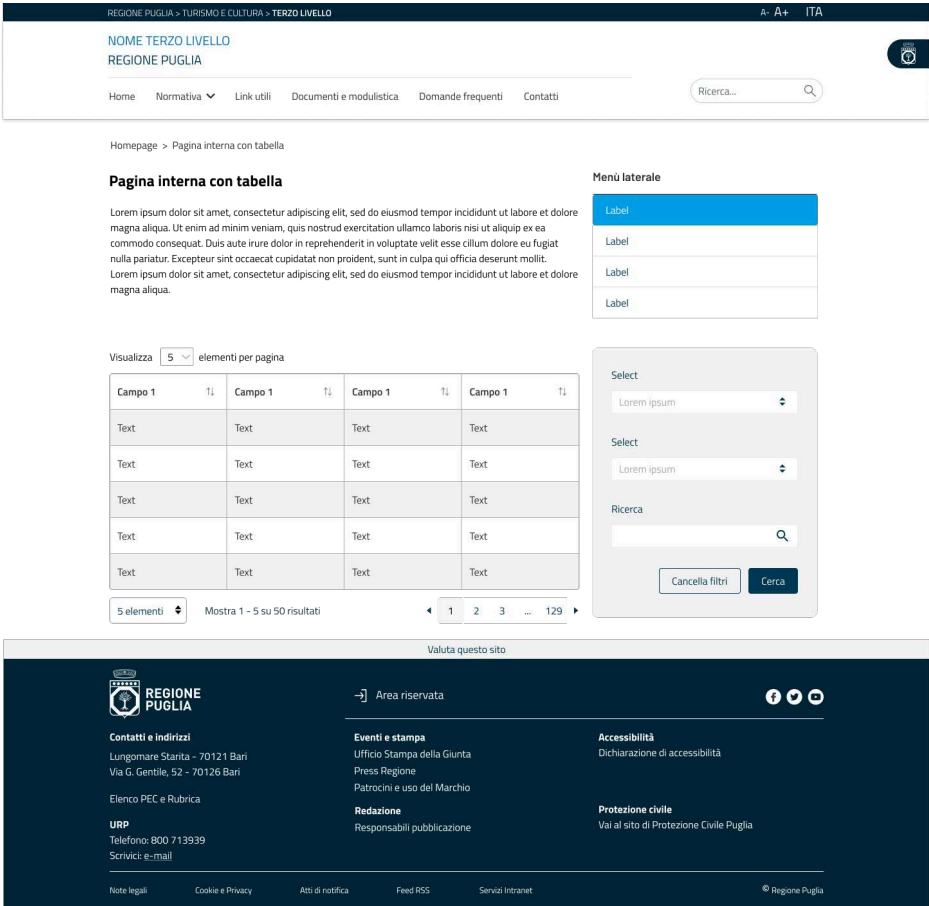 REGIONE PUGLIA > TURISMO E CULTURA > TERZO LIVELLO
A- A+ ITA
NOME TERZO LIVELLO
REGIONE PUGLIA
Home Normativa Link utili Documenti e modulistica Domande frequenti Contatti
Ricerca...
Homepage > Pagina interna con tabella
Pagina interna con tabella
Lorem ipsum dolor sit amet, consectetur adipiscing elit, sed do eiusmod tempor incididunt ut labore et dolore
magna aliqua. Ut enim ad minim veniam, quis nostrud exercitation ullamco laboris nisi ut aliquip ex ea
commodo consequat. Duis aute irure dolor in reprehenderit in voluptate velit esse cillum dolore eu fugiat
nulla pariatur. Excepteur sint occaecat cupidatat non proident, sunt in culpa qui officia deserunt mollit.
Lorem ipsum dolor sit amet, consectetur adipiscing elit, sed do eiusmod tempor incididunt ut labore et dolore
magna aliqua.
Menù laterale
Label
Label
Label
Label
Visualizza 5 elementi per pagina
Campo 1 Campo 1 Campo 1 Campo 1
Text Text Text Text
Text Text Text Text
Text Text Text Text
Text Text Text Text
Text Text Text Text
5 elementi Mostra 1 - 5 su 50 risultati 1 2 3 ... 129
Select
Lorem ipsum
Select
Lorem ipsum
Ricerca
Cancella filtri Cerca
Valuta questo sito
REGIONE
PUGLIA
Area riservata
Contatti e indirizzi
Lungomare Starita - 70121 Bari
Via G. Gentile, 52 - 70126 Bari
Elenco PEC e Rubrica
URP
Telefono: 800 713939
Scrivici: e-mail
Eventi e stampa
Ufficio Stampa della Giunta
Press Regione
Patrocini e uso del Marchio
Redazione
Responsabili pubblicazione
Accessibilità
Dichiarazione di accessibilità
Protezione civile
Vai al sito di Protezione Civile Puglia
Note legali Cookie e Privacy Atti di notifica Feed RSS Servizi Intranet © Regione Puglia